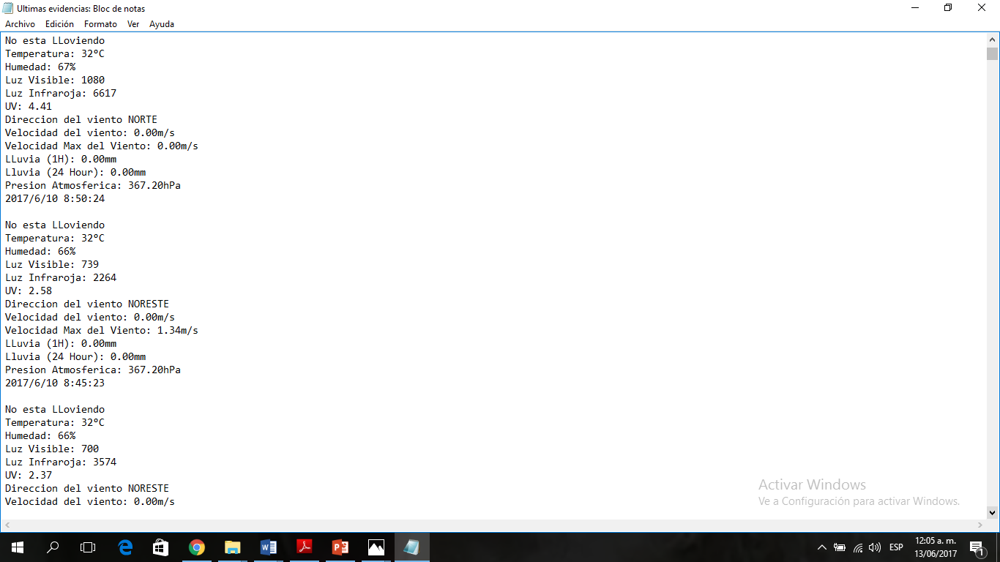 Ultimas evidencias: Bloc de notas
Archivo Edición Formato Ver Ayuda
No esta LLoviendo
Temperatura: 32ºC
Humedad: 67%
Luz Visible: 1080
Luz Infraroja: 6617
UV: 4.41
Direccion del viento NORTE
Velocidad del viento: 0.00m/s
Velocidad Max del Viento: 0.00m/s
LLuvia (1H): 0.00mm
Lluvia (24 Hour): 0.00mm
Presion Atmosferica: 367.20hPa
2017/6/10 8:50:24
No esta LLoviendo
Temperatura: 32ºC
Humedad: 66%
Luz Visible: 739
Luz Infraroja: 2264
UV: 2.58
Direccion del viento NORESTE
Velocidad del viento: 0.00m/s
Velocidad Max del Viento: 1.34m/s
LLuvia (1H): 0.00mm
Lluvia (24 Hour): 0.00mm
Presion Atmosferica: 367.20hPa
2017/6/10 8:45:23
No esta LLoviendo
Temperatura: 32ºC
Humedad: 66%
Luz Visible: 700
Luz Infraroja: 3574
UV: 2.37
Direccion del viento NORESTE
Velocidad del viento: 0.00m/s
Activar Windows
Ve a Configuración para activar Windows.
ESP
12:05 a. m.
13/06/2017
1